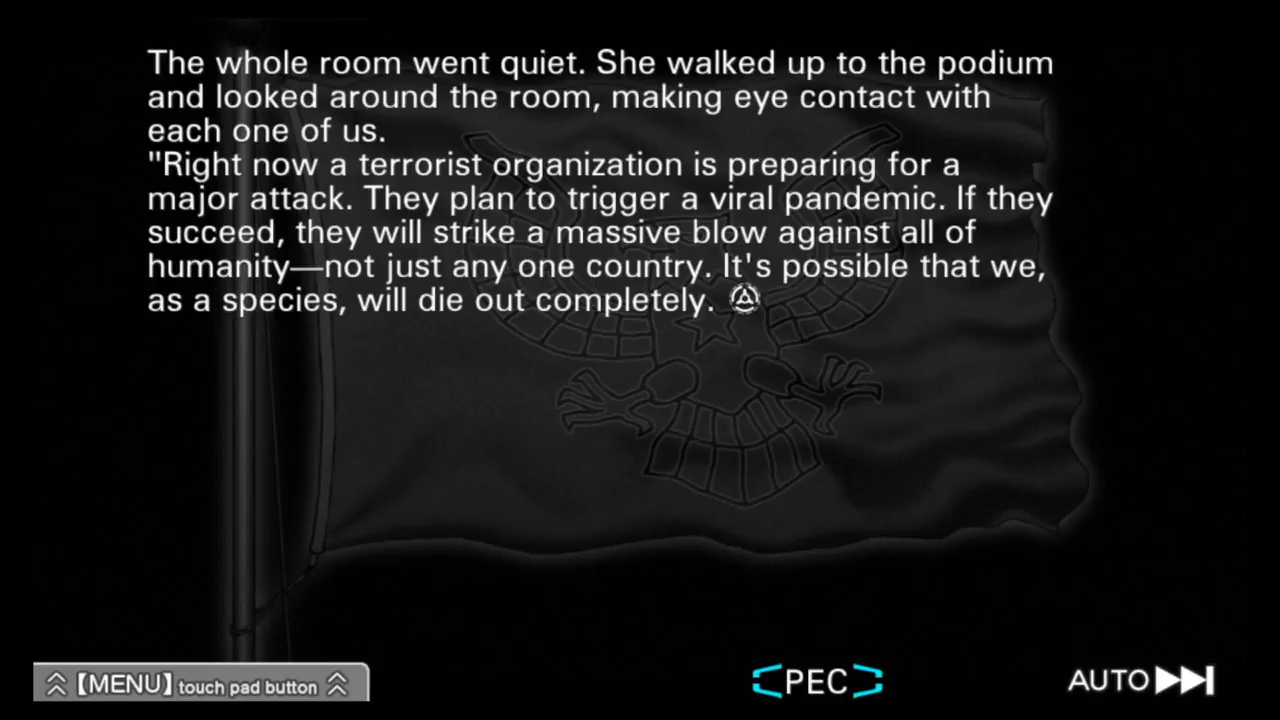 The whole room went quiet. She walked up to the podium
and looked around the room, making eye contact with
each one of us.
"Right now a terrorist organization is preparing for a
major attack. They plan to trigger a viral pandemic. If they
succeed, they will strike a massive blow against all of
humanity—not just any one country. It's possible that we,
as a species, will die out completely.
【MENU】 touch pad button
PEC
AUTO